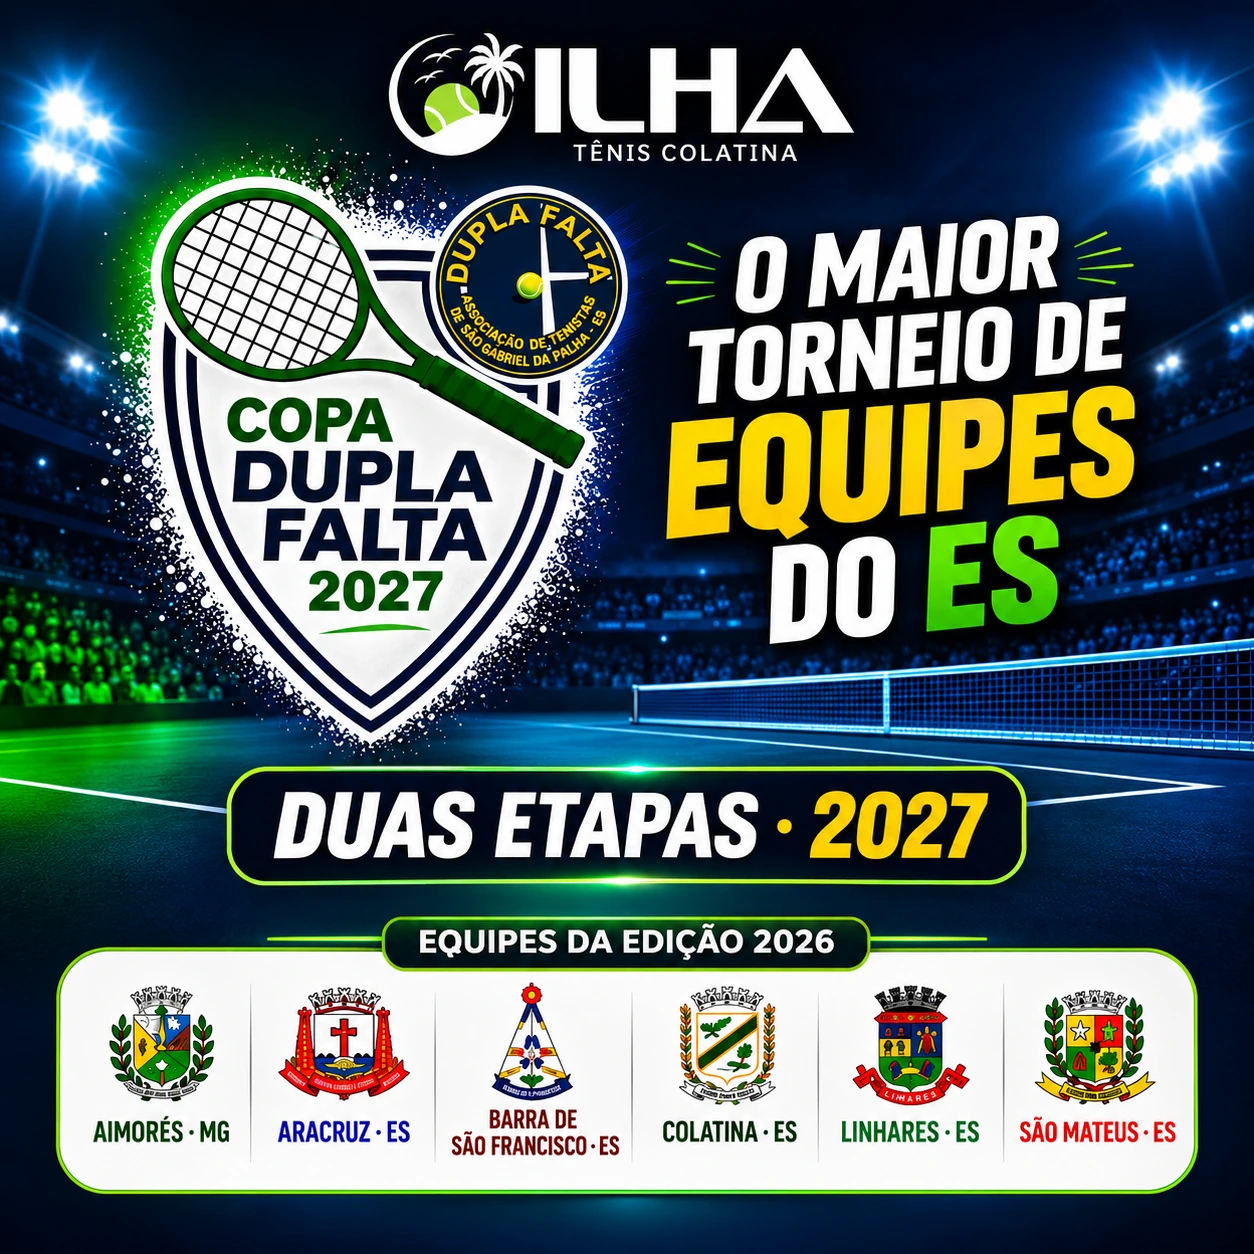 ILHA
TÊNIS COLATINA
DUPLA FALTA
ASSOCIAÇÃO DE TENISTAS
DE SÃO GABRIEL DA PALHA - ES
COPA
DUPLA
FALTA
2027
O MAIOR
TORNEIO DE
EQUIPES
DO ES
DUAS ETAPAS · 2027
EQUIPES DA EDIÇÃO 2026
AIMORÉS · MG
ARACRUZ · ES
BARRA DE
SÃO FRANCISCO · ES
COLATINA · ES
LINHARES
LINHARES · ES
SÃO MATEUS · ES